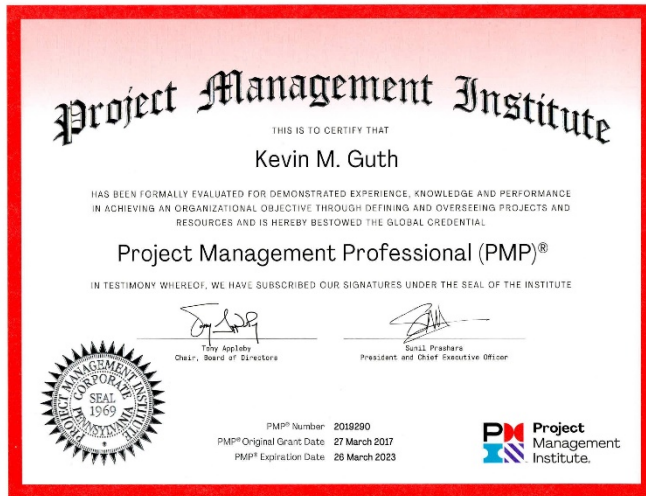 Project Management Institute
THIS IS TO CERTIFY THAT
Kevin M. Guth
HAS BEEN FORMALLY EVALUATED FOR DEMONSTRATED EXPERIENCE, KNOWLEDGE AND PERFORMANCE
IN ACHIEVING AN ORGANIZATIONAL OBJECTIVE THROUGH DEFINING AND OVERSEEING PROJECTS AND
RESOURCES AND IS HEREBY BESTOWED THE GLOBAL CREDENTIAL
Project Management Professional (PMP)®
IN TESTIMONY WHEREOF, WE HAVE SUBSCRIBED OUR SIGNATURES UNDER THE SEAL OF THE INSTITUTE
Tony Appleby
Chair, Board of Directors
Sunil Prashara
President and Chief Executive Officer
PROJECT MANAGEMENT INSTITUTE
CORPORATE
SEAL
1969
PENNSYLVANIA
PMP® Number 2019290
PMP® Original Grant Date 27 March 2017
PMP® Expiration Date 26 March 2023
PM
Project
Management
Institute.